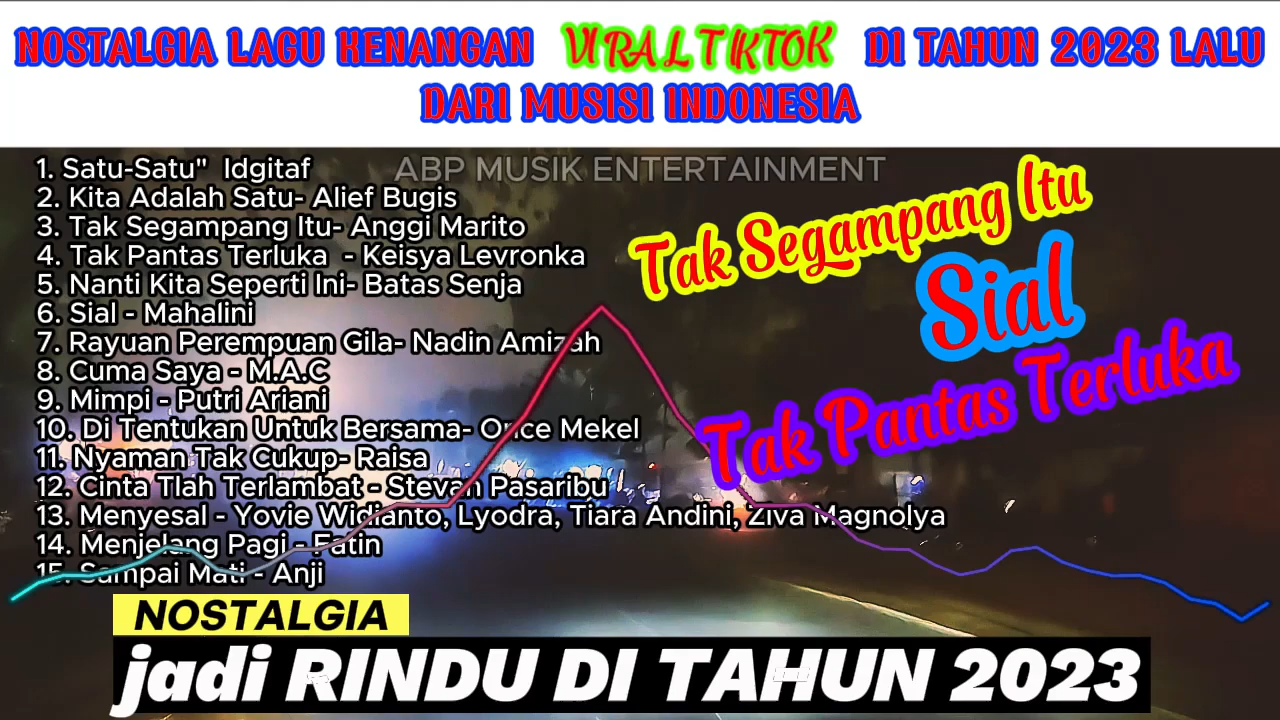 NOSTALGIA LAGU KENANGAN VIRAL TIKTOK DI TAHUN 2023 LALU
DARI MUSISI INDONESIA
ABP MUSIK ENTERTAINMENT
1. Satu-Satu" Idgitaf
2. Kita Adalah Satu- Alief Bugis
3. Tak Segampang Itu- Anggi Marito
4. Tak Pantas Terluka - Keisya Levronka
5. Nanti Kita Seperti Ini- Batas Senja
6. Sial - Mahalini
7. Rayuan Perempuan Gila- Nadin Amizah
8. Cuma Saya - M.A.C
9. Mimpi - Putri Ariani
10. Di Tentukan Untuk Bersama- Once Mekel
11. Nyaman Tak Cukup- Raisa
12. Cinta Tlah Terlambat - Stevan Pasaribu
13. Menyesal - Yovie Widianto, Lyodra, Tiara Andini, Ziva Magnolya
14. Menjelang Pagi - Fatin
15. Sampai Mati - Anji
Tak Segampang Itu
Sial
Tak Pantas Terluka
NOSTALGIA
jadi RINDU DI TAHUN 2023